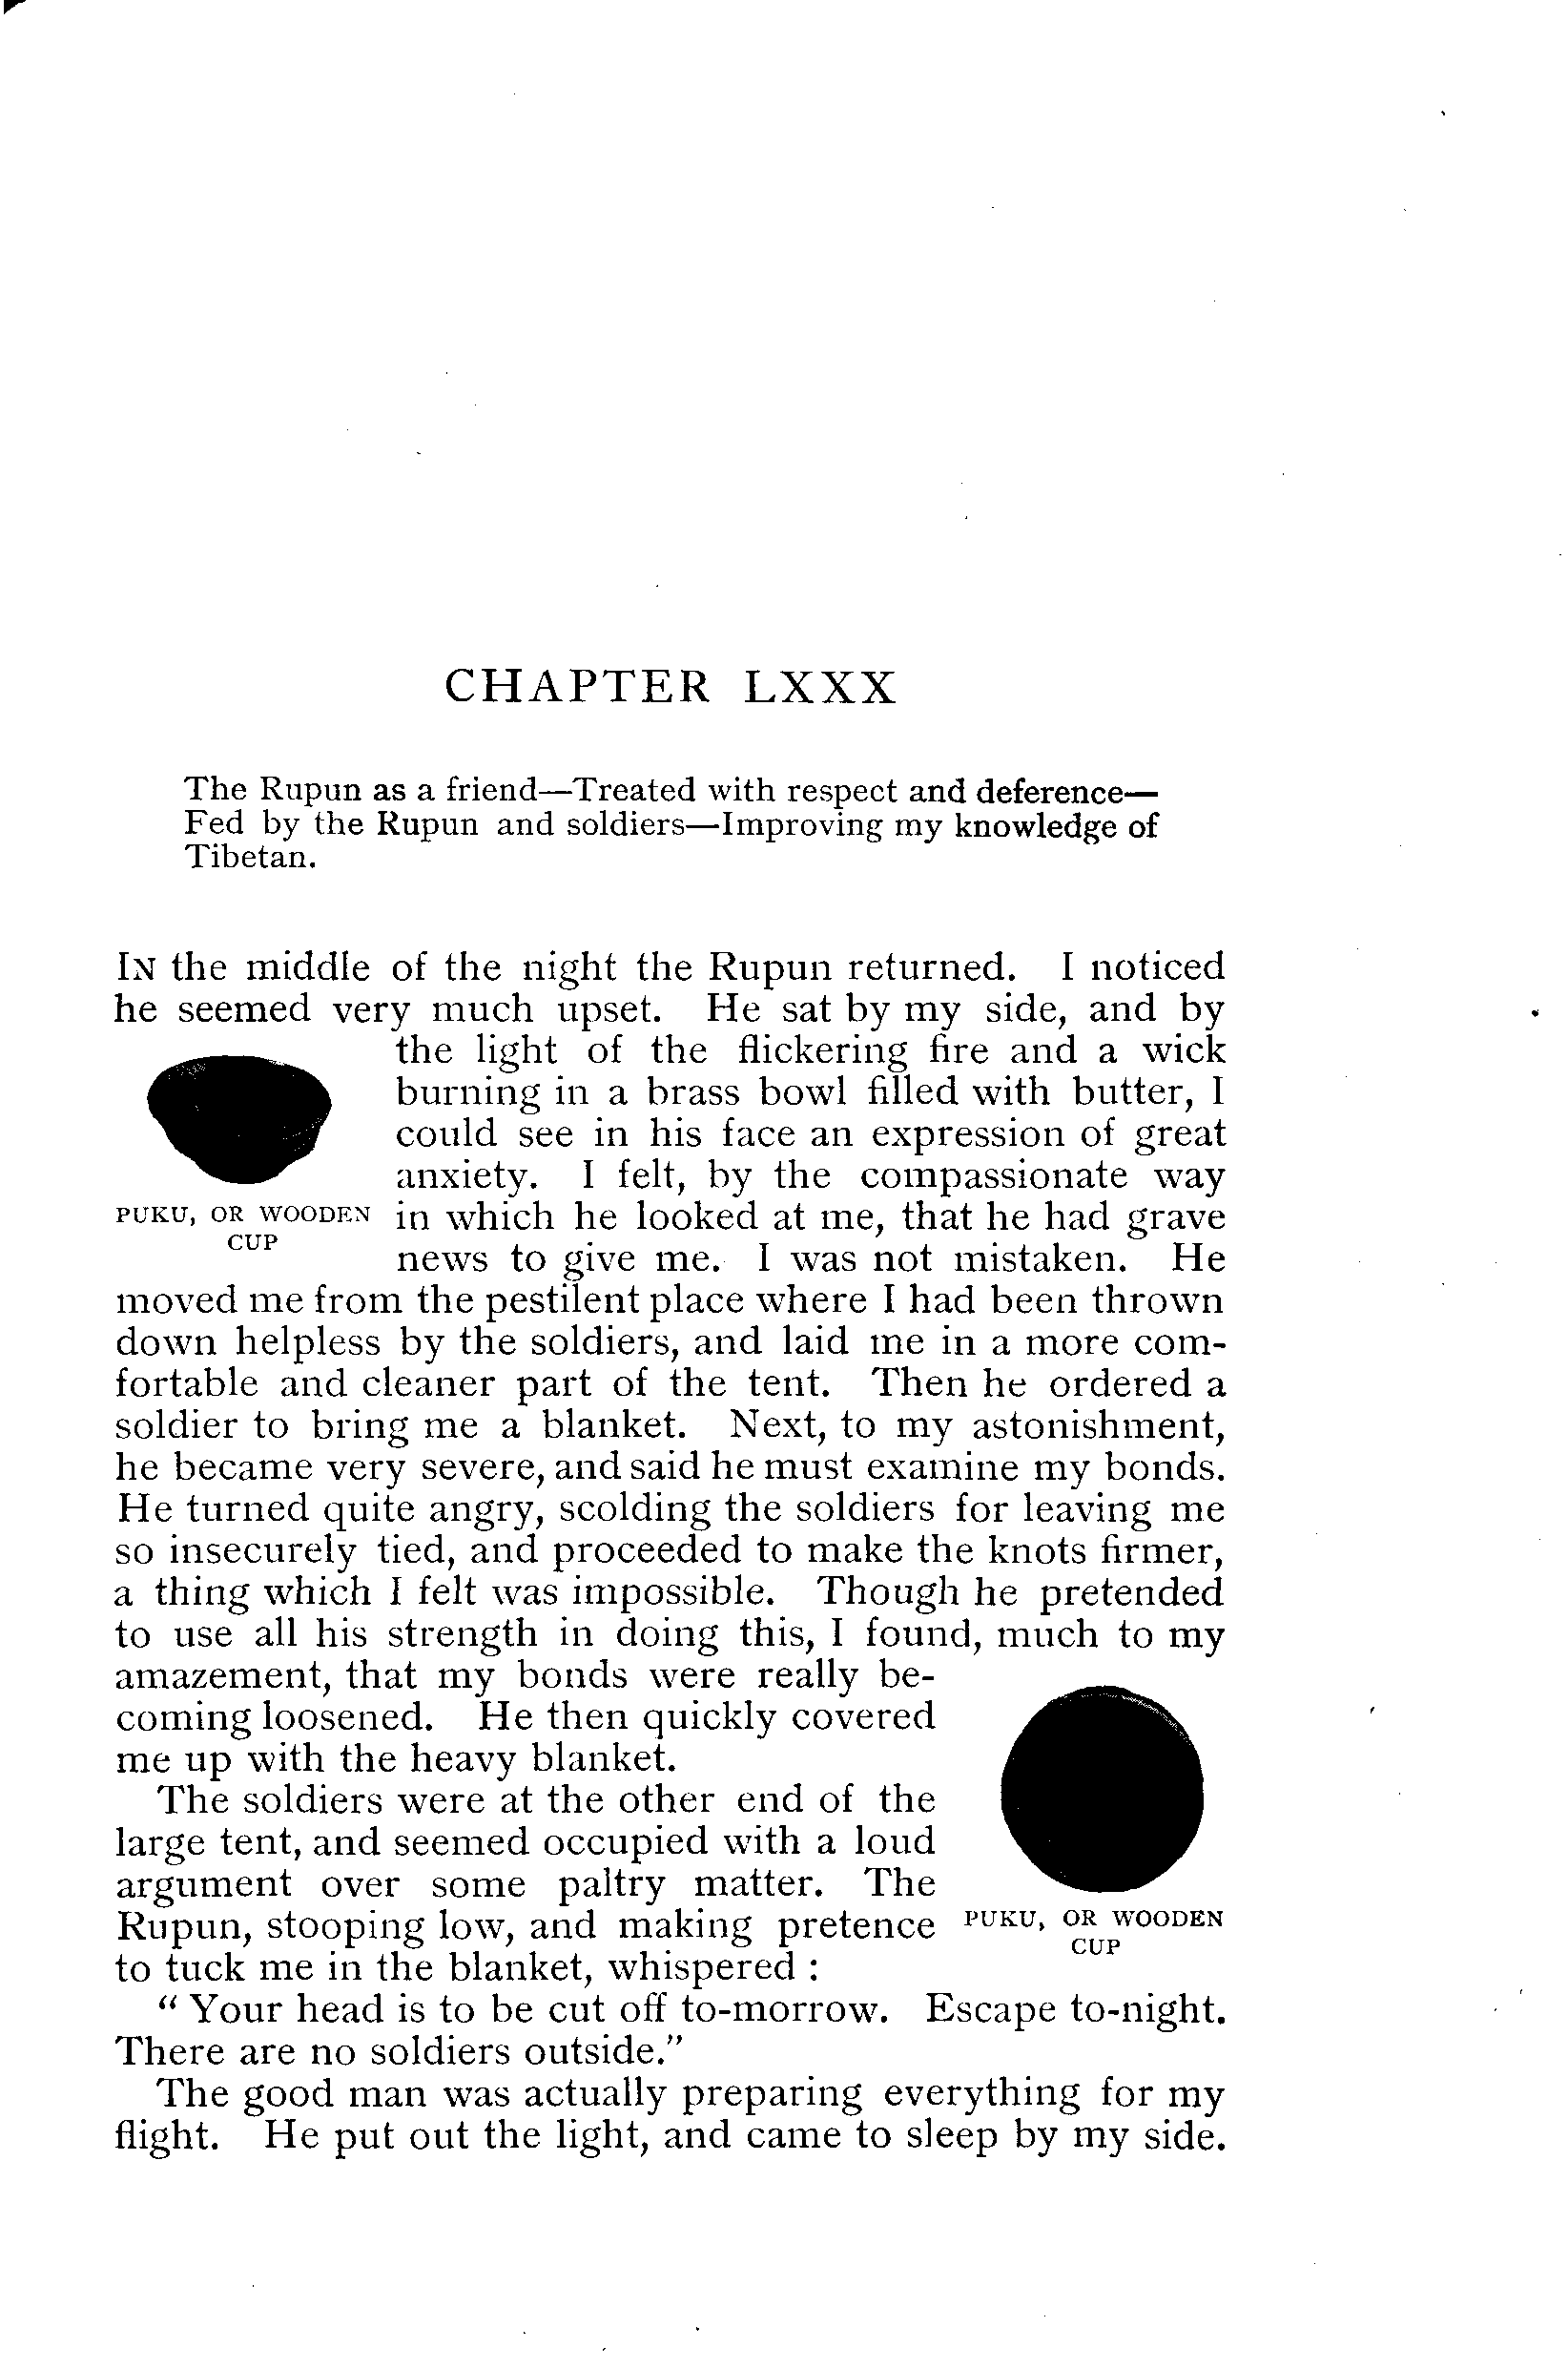 CHAPTER LXXX
The Rupun as a friend—Treated with respect and deference—
Fed by the Rupun and soldiers—Improving my knowledge of
Tibetan.
IN the middle of the night the Rupun returned. I noticed
he seemed very much upset. He sat by my side, and by
the light of the flickering fire and a wick
burning in a brass bowl filled with butter, I
could see in his face an expression of great
anxiety. I felt, by the compassionate way
in which he looked at me, that he had grave
news to give me. I was not mistaken. He
PUKU, OR WOODEN
CUP
moved me from the pestilent place where I had been thrown
down helpless by the soldiers, and laid me in a more com-
fortable and cleaner part of the tent. Then he ordered a
soldier to bring me a blanket. Next, to my astonishment,
he became very severe, and said he must examine my bonds.
He turned quite angry, scolding the soldiers for leaving me
so insecurely tied, and proceeded to make the knots firmer,
a thing which I felt was impossible. Though he pretended
to use all his strength in doing this, I found, much to my
amazement, that my bonds were really be-
coming loosened. He then quickly covered
me up with the heavy blanket.
The soldiers were at the other end of the
large tent, and seemed occupied with a loud
argument over some paltry matter. The
Rupun, stooping low, and making pretence
to tuck me in the blanket, whispered :
PUKU, OR WOODEN
CUP
“ Your head is to be cut off to-morrow. Escape to-night.
There are no soldiers outside.”
The good man was actually preparing everything for my
flight. He put out the light, and came to sleep by my side.